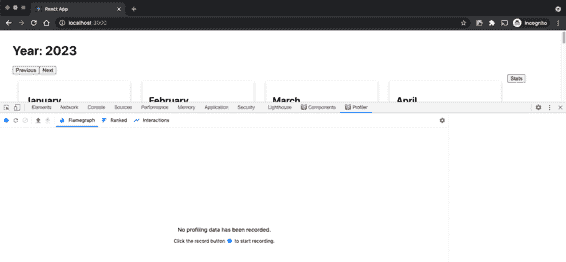 React App
localhost:3000
Incognito
Year: 2023
Previous Next
Stats
January February March April
Elements Network Console Sources Performance Memory Application Security Lighthouse Components Profiler
Flamegraph Ranked Interactions
No profiling data has been recorded.
Click the record button to start recording.